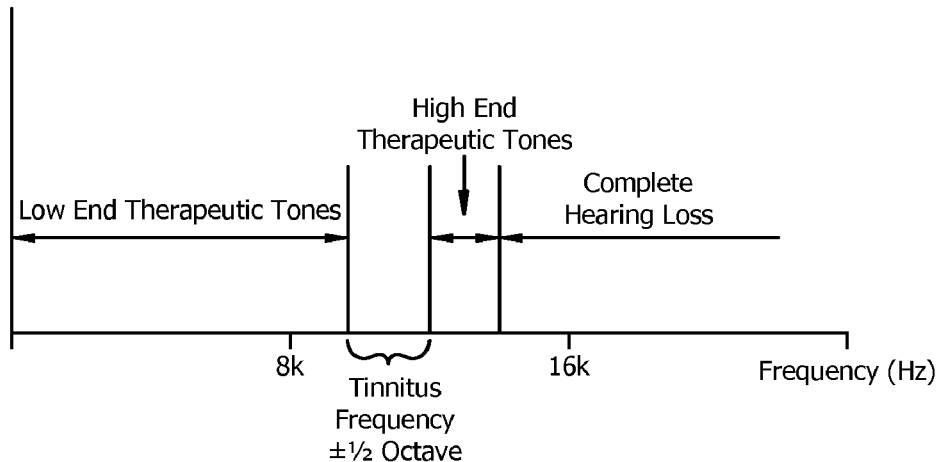 High End
Therapeutic Tones
Complete
Hearing Loss
Low End Therapeutic Tones
8k
16k
Frequency (Hz)
Tinnitus
Frequency
±½ Octave